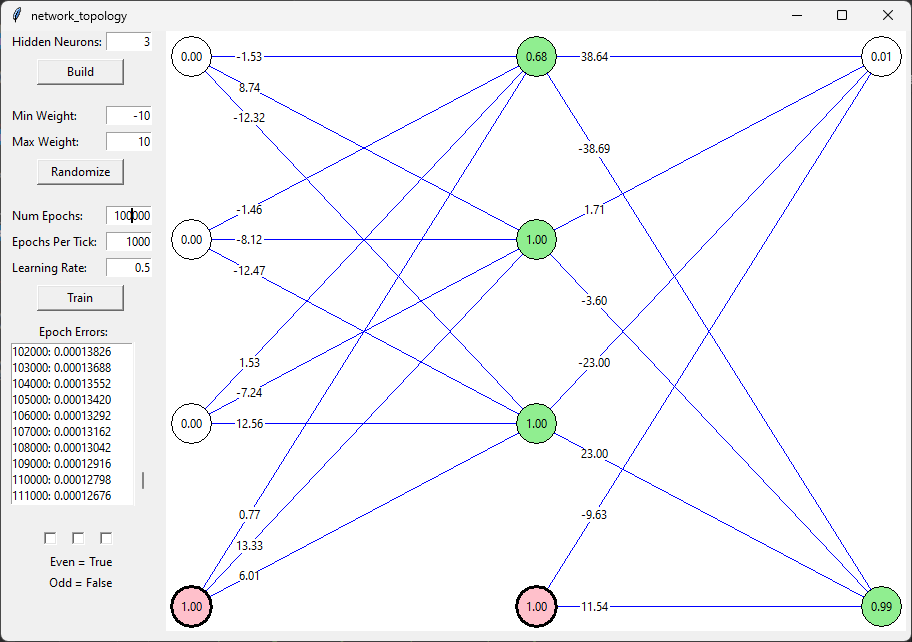 network_topology
Hidden Neurons: 3
Build
Min Weight: -10
Max Weight: 10
Randomize
Num Epochs: 100000
Epochs Per Tick: 1000
Learning Rate: 0.5
Train
Epoch Errors:
102000: 0.00013826
103000: 0.00013688
104000: 0.00013552
105000: 0.00013420
106000: 0.00013292
107000: 0.00013162
108000: 0.00013042
109000: 0.00012916
110000: 0.00012798
111000: 0.00012676
Even = True
Odd = False
0.00 -1.53 0.68 38.64 0.01
8.74
-12.32
-38.69
-1.46 1.71
0.00 -8.12 1.00
-12.47
-3.60
1.53 -23.00
-7.24
0.00 12.56 1.00
23.00
0.77 -9.63
13.33
6.01
1.00 1.00 11.54 0.99